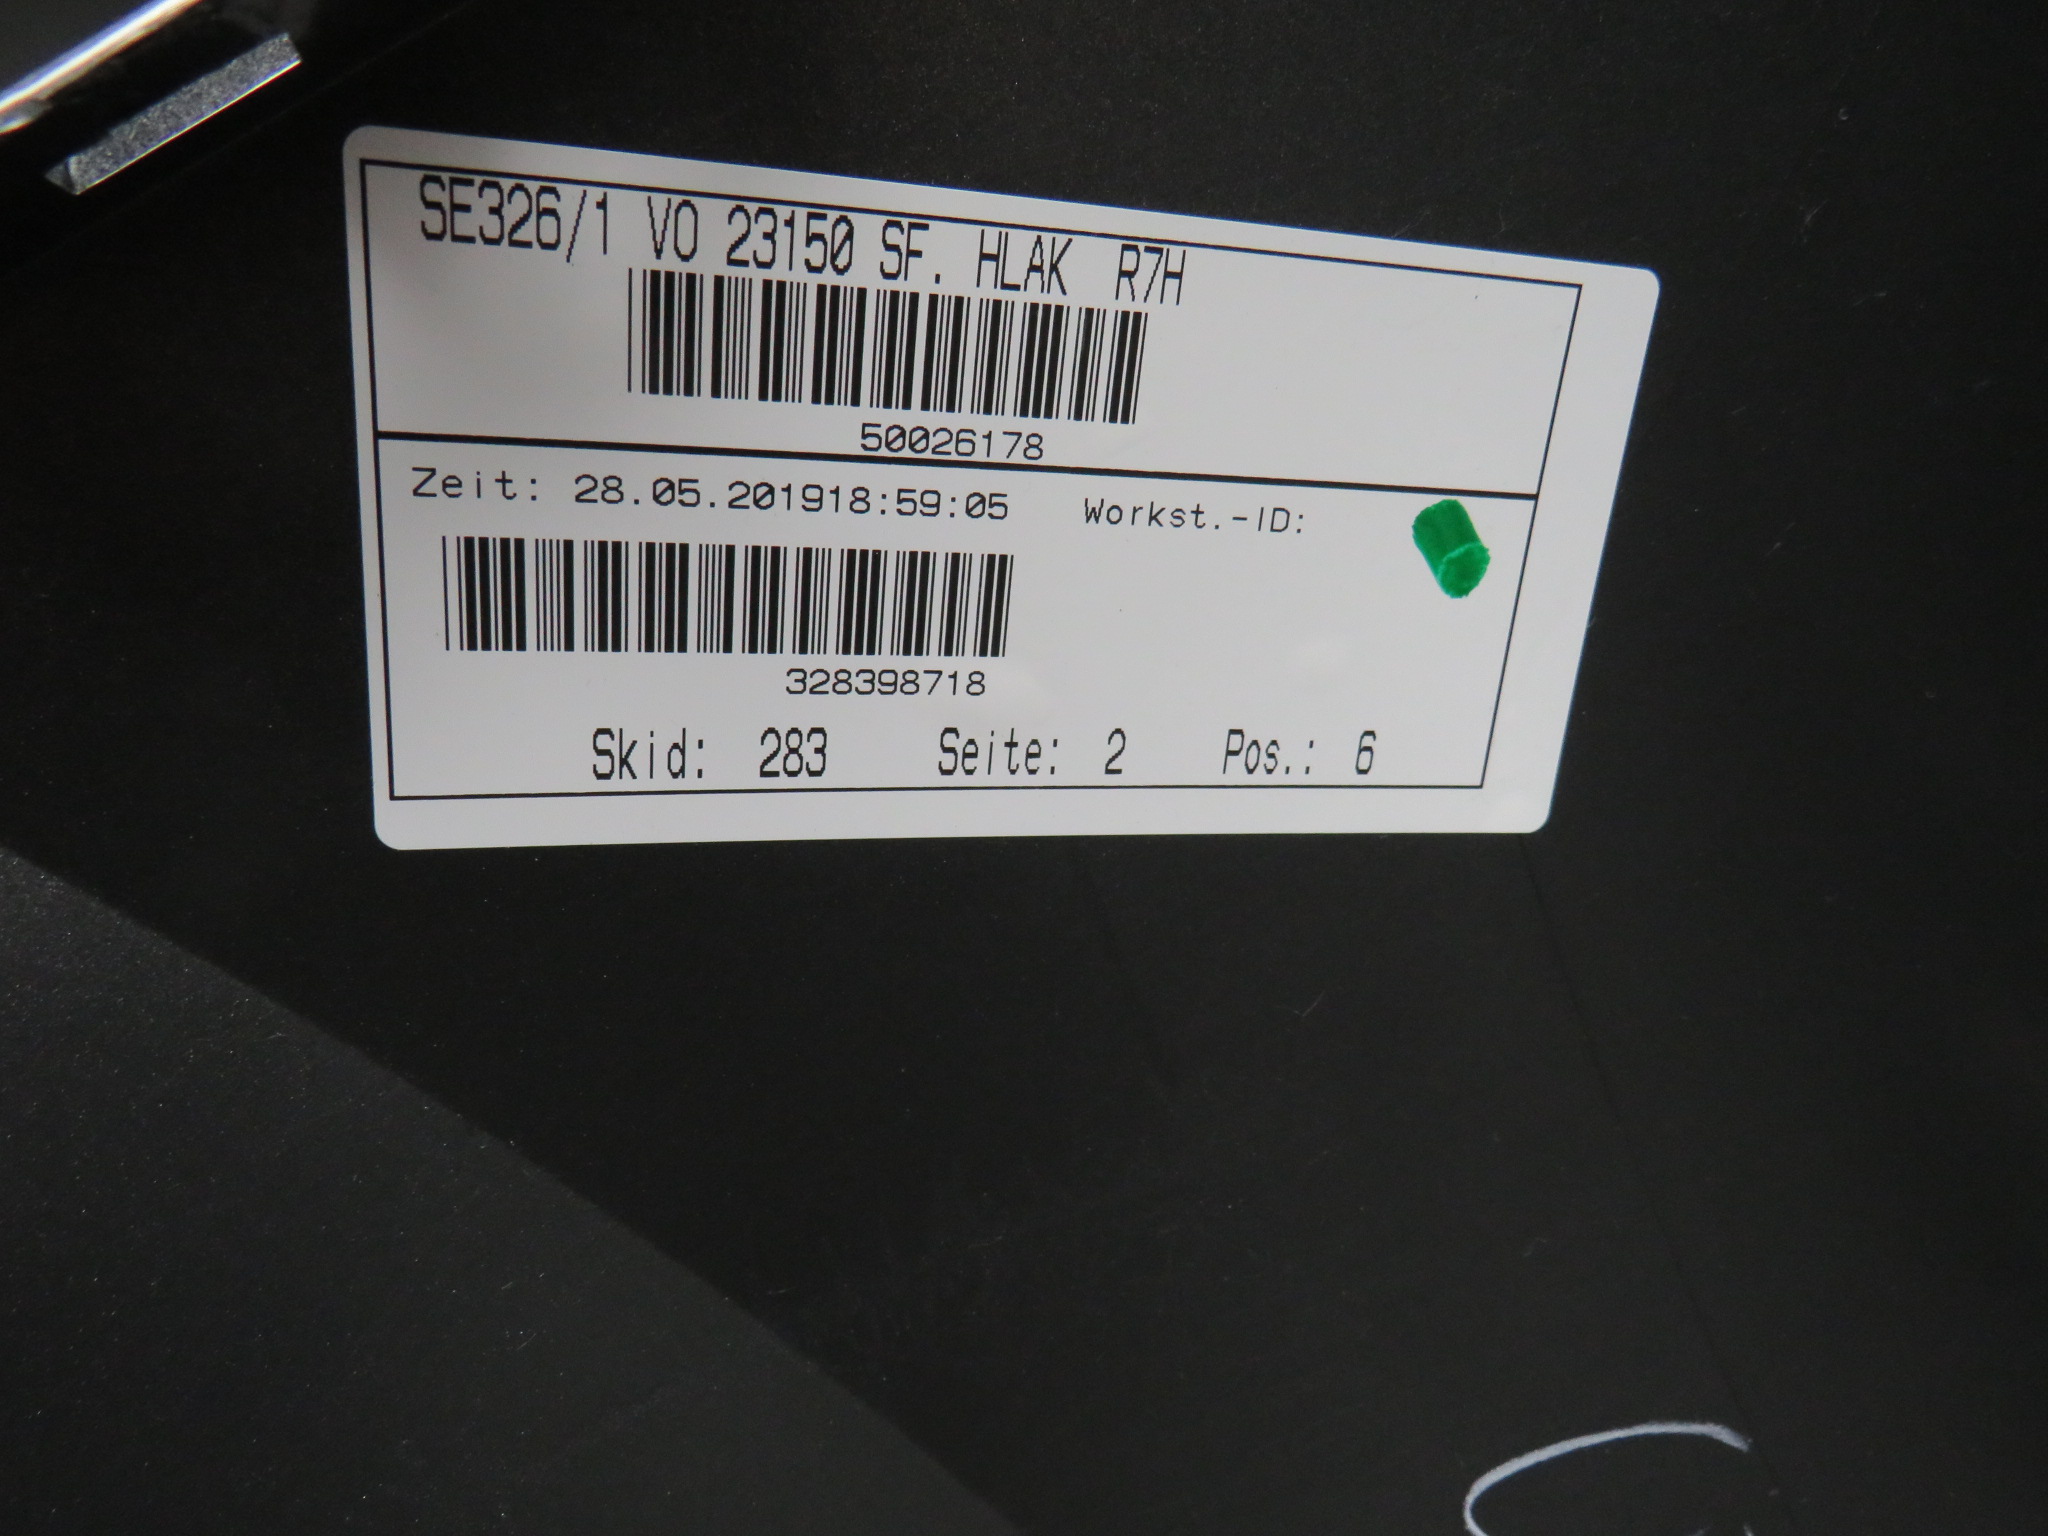 SE326/1 VO 23150 SF. HLAK R7H
50026178
Zeit: 28.05.201918:59:05 Workst.-ID:
328398718
Skid: 283 Seite: 2 Pos.: 6